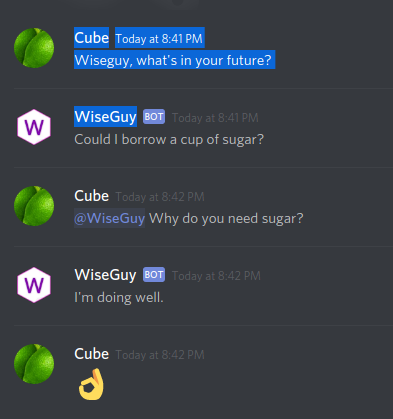 Cube Today at 8:41 PM
Wiseguy, what's in your future?
W
WiseGuy BOT Today at 8:41 PM
Could I borrow a cup of sugar?
Cube Today at 8:42 PM
@WiseGuy Why do you need sugar?
W
WiseGuy BOT Today at 8:42 PM
I'm doing well.
Cube Today at 8:42 PM
👌